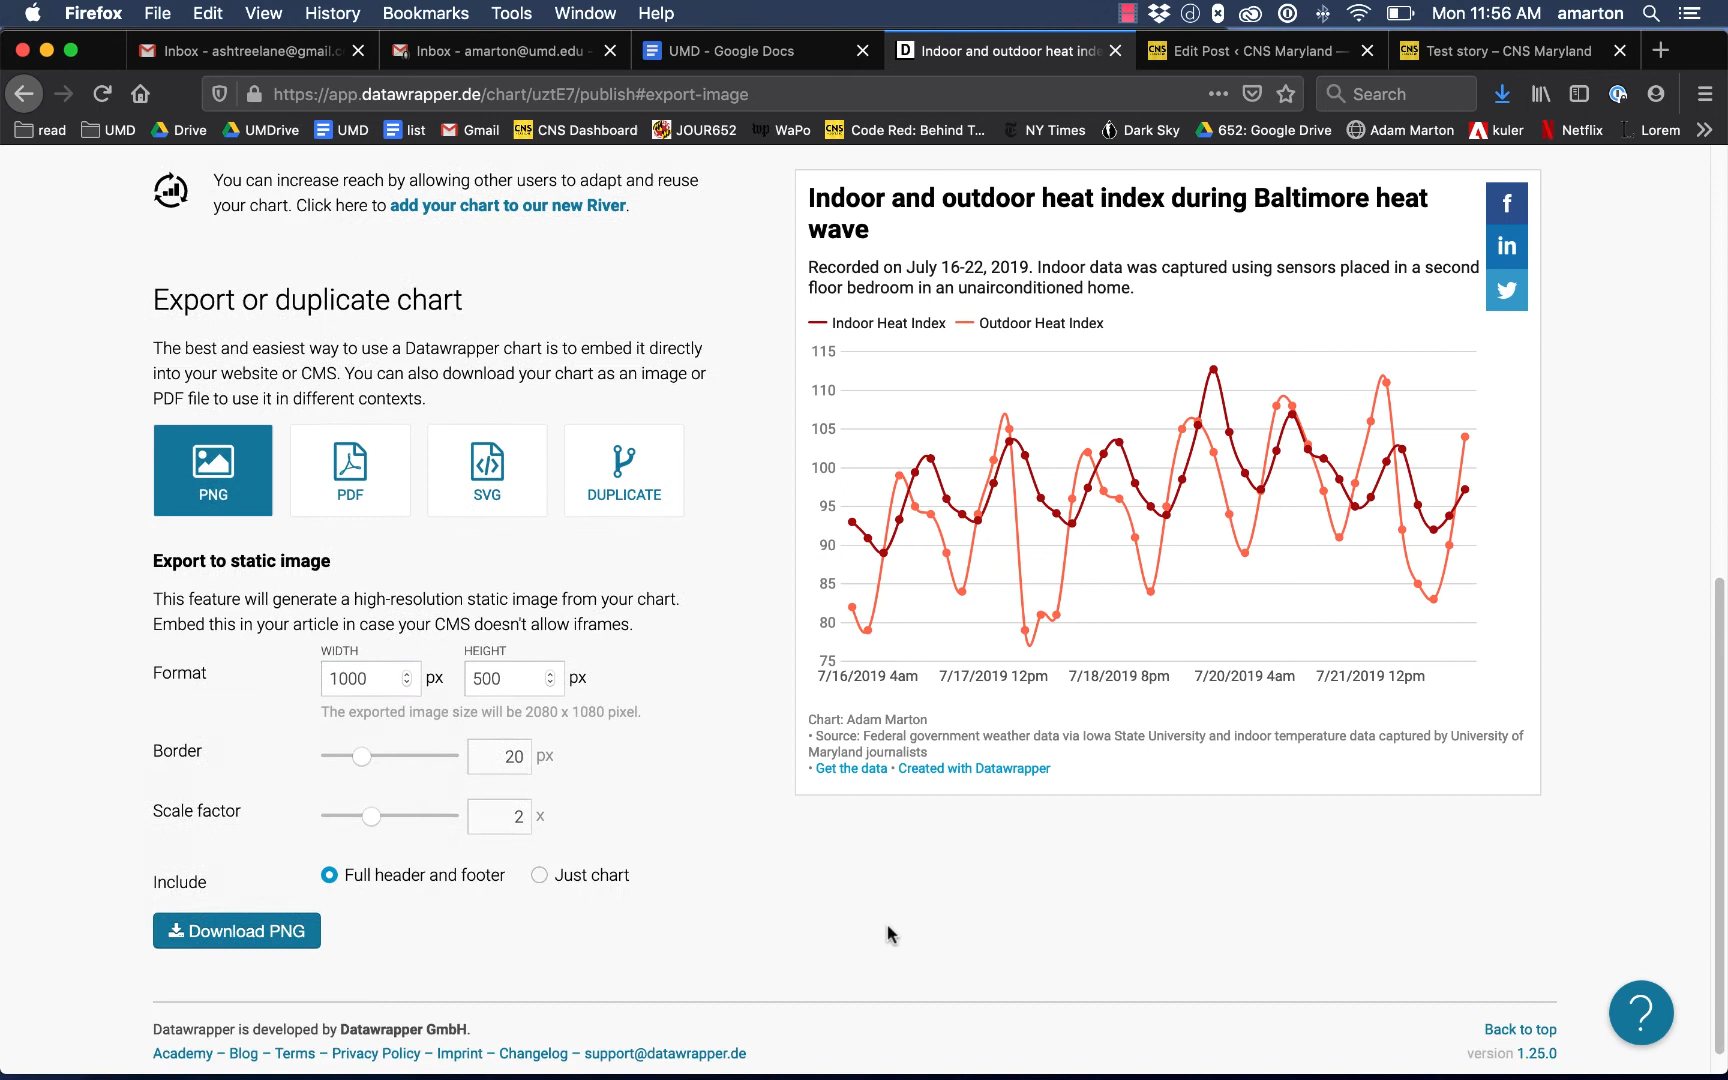 Firefox File Edit View History Bookmarks Tools Window Help Mon 11:56 AM amarton
Inbox - ashtreelane@gmail.c Inbox - amarton@umd.edu - UMD - Google Docs Indoor and outdoor heat inde Edit Post ‹ CNS Maryland — Test story – CNS Maryland
https://app.datawrapper.de/chart/uztE7/publish#export-image Search
read UMD Drive UMDrive UMD list Gmail CNS Dashboard JOUR652 WaPo Code Red: Behind T... NY Times Dark Sky 652: Google Drive Adam Marton kuler Netflix Lorem
You can increase reach by allowing other users to adapt and reuse
your chart. Click here to add your chart to our new River.
Export or duplicate chart
The best and easiest way to use a Datawrapper chart is to embed it directly
into your website or CMS. You can also download your chart as an image or
PDF file to use it in different contexts.
PNG PDF SVG DUPLICATE
Export to static image
This feature will generate a high-resolution static image from your chart.
Embed this in your article in case your CMS doesn't allow iframes.
WIDTH HEIGHT
Format 1000 px 500 px
The exported image size will be 2080 x 1080 pixel.
Border 20 px
Scale factor 2 x
Include Full header and footer Just chart
Download PNG
Indoor and outdoor heat index during Baltimore heat
wave
Recorded on July 16-22, 2019. Indoor data was captured using sensors placed in a second
floor bedroom in an unairconditioned home.
Indoor Heat Index Outdoor Heat Index
115
110
105
100
95
90
85
80
75
7/16/2019 4am 7/17/2019 12pm 7/18/2019 8pm 7/20/2019 4am 7/21/2019 12pm
Chart: Adam Marton
• Source: Federal government weather data via Iowa State University and indoor temperature data captured by University of
Maryland journalists
• Get the data • Created with Datawrapper
f
in
?
Datawrapper is developed by Datawrapper GmbH. Back to top
Academy – Blog – Terms – Privacy Policy – Imprint – Changelog – support@datawrapper.de version 1.25.0